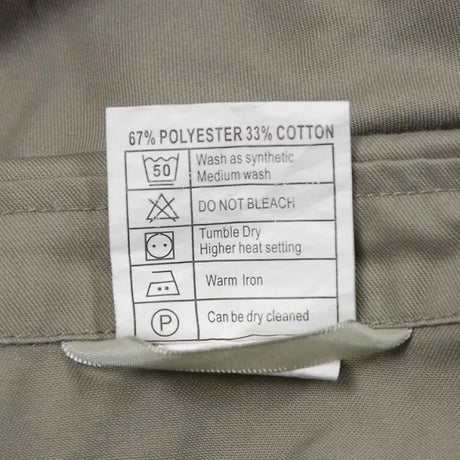 67% POLYESTER 33% COTTON
50
Wash as synthetic
Medium wash
DO NOT BLEACH
Tumble Dry
Higher heat setting
Warm Iron
P
Can be dry cleaned